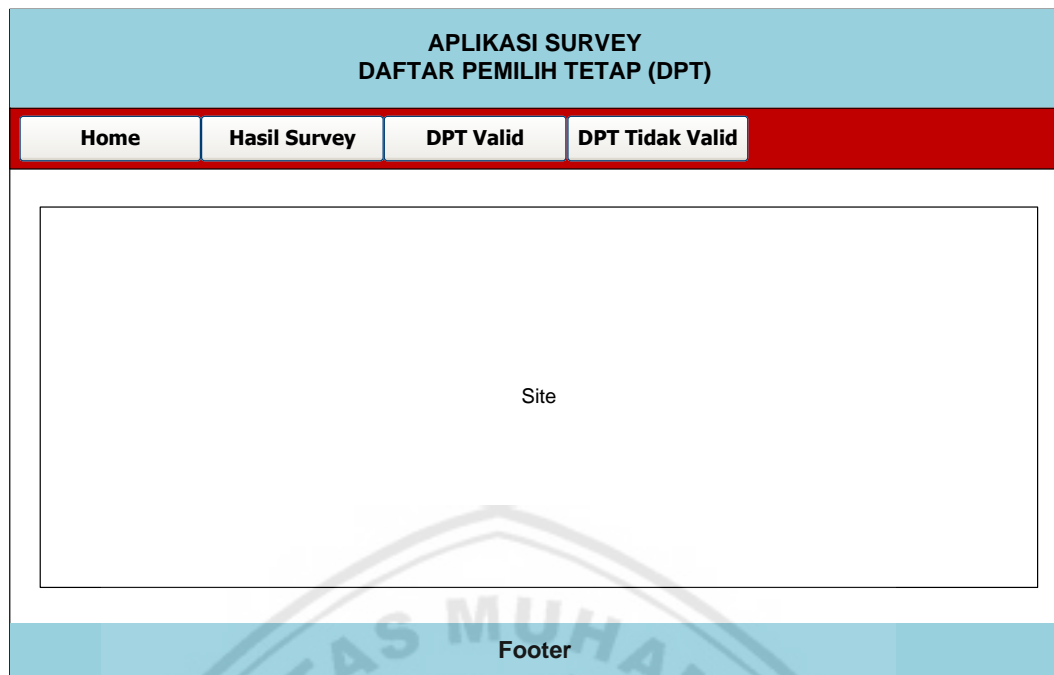 APLIKASI SURVEY
DAFTAR PEMILIH TETAP (DPT)
Home Hasil Survey DPT Valid DPT Tidak Valid
Site
Footer